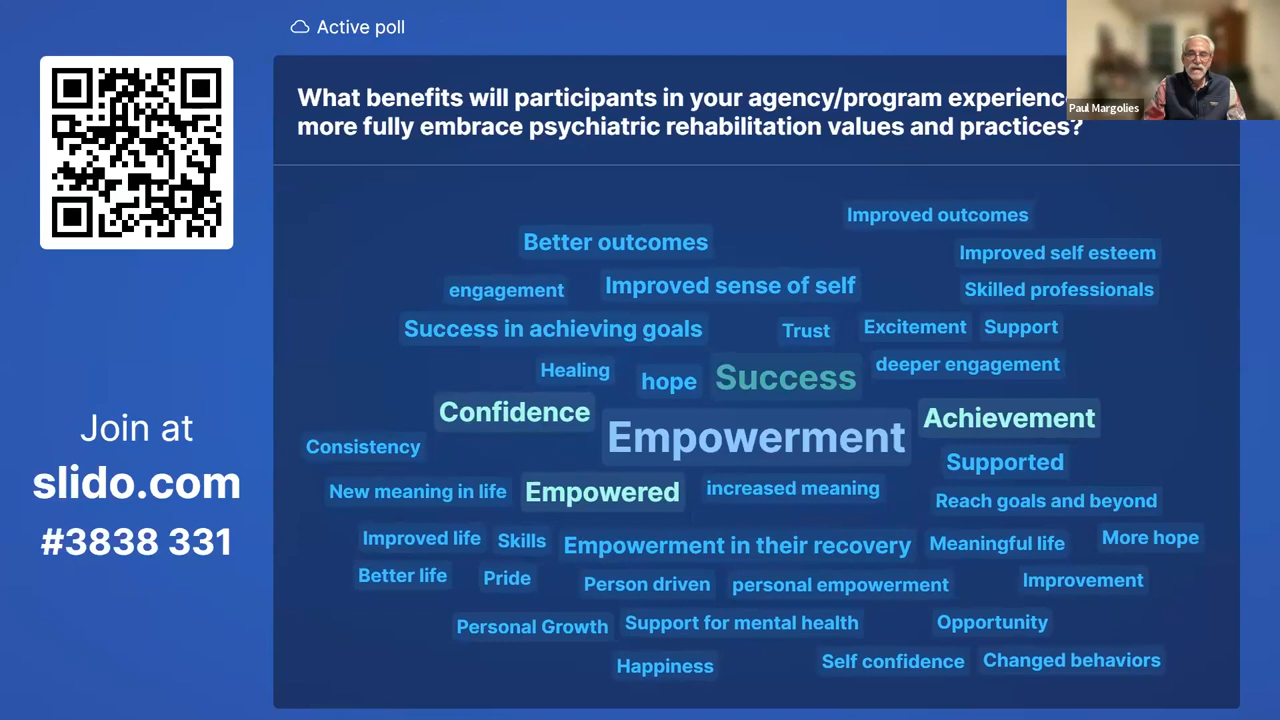 Active poll
What benefits will participants in your agency/program experienc
more fully embrace psychiatric rehabilitation values and practices?
Paul Margolies
Improved outcomes
Better outcomes
Improved self esteem
engagement
Improved sense of self
Skilled professionals
Success in achieving goals
Trust
Excitement
Support
Healing
hope
Success
deeper engagement
Confidence
Empowerment
Achievement
Consistency
Supported
New meaning in life
Empowered
increased meaning
Reach goals and beyond
Improved life
Skills
Empowerment in their recovery
Meaningful life
More hope
Better life
Pride
Person driven
personal empowerment
Improvement
Personal Growth
Support for mental health
Opportunity
Happiness
Self confidence
Changed behaviors
Join at
slido.com
#3838 331